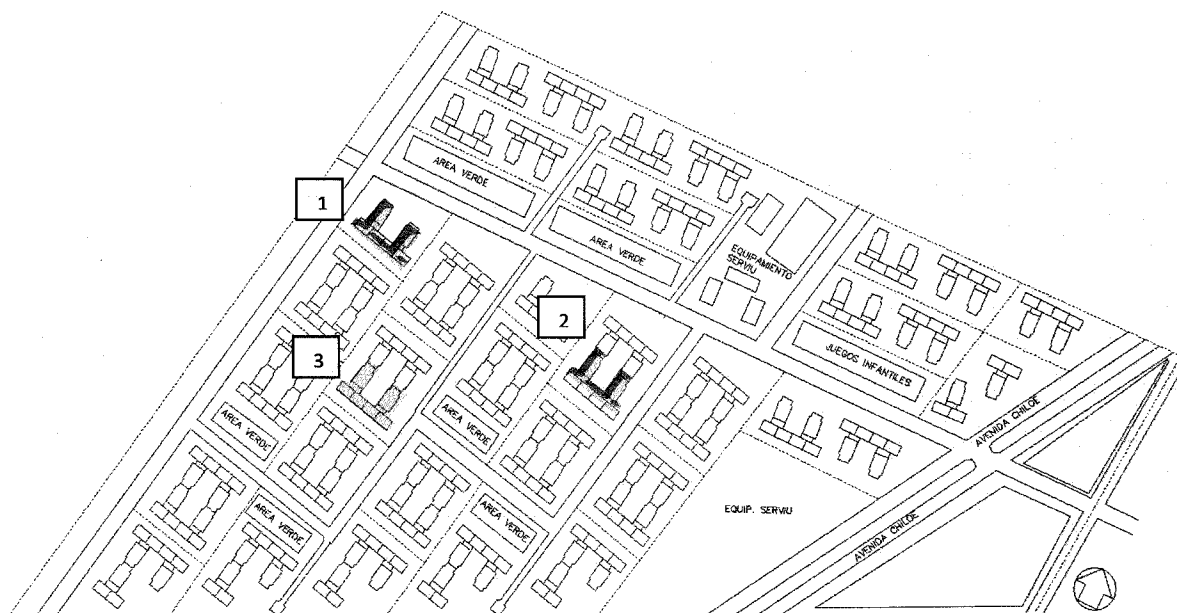 AREA VERDE
1
AREA VERDE
EQUIPAMIENTO
SERVIU
2
3
JUEGOS INFANTILES
AREA VERDE
AREA VERDE
AVENIDA CHILOE
AREA VERDE
AREA VERDE
EQUIP. SERVIU
AVENIDA CHILOE